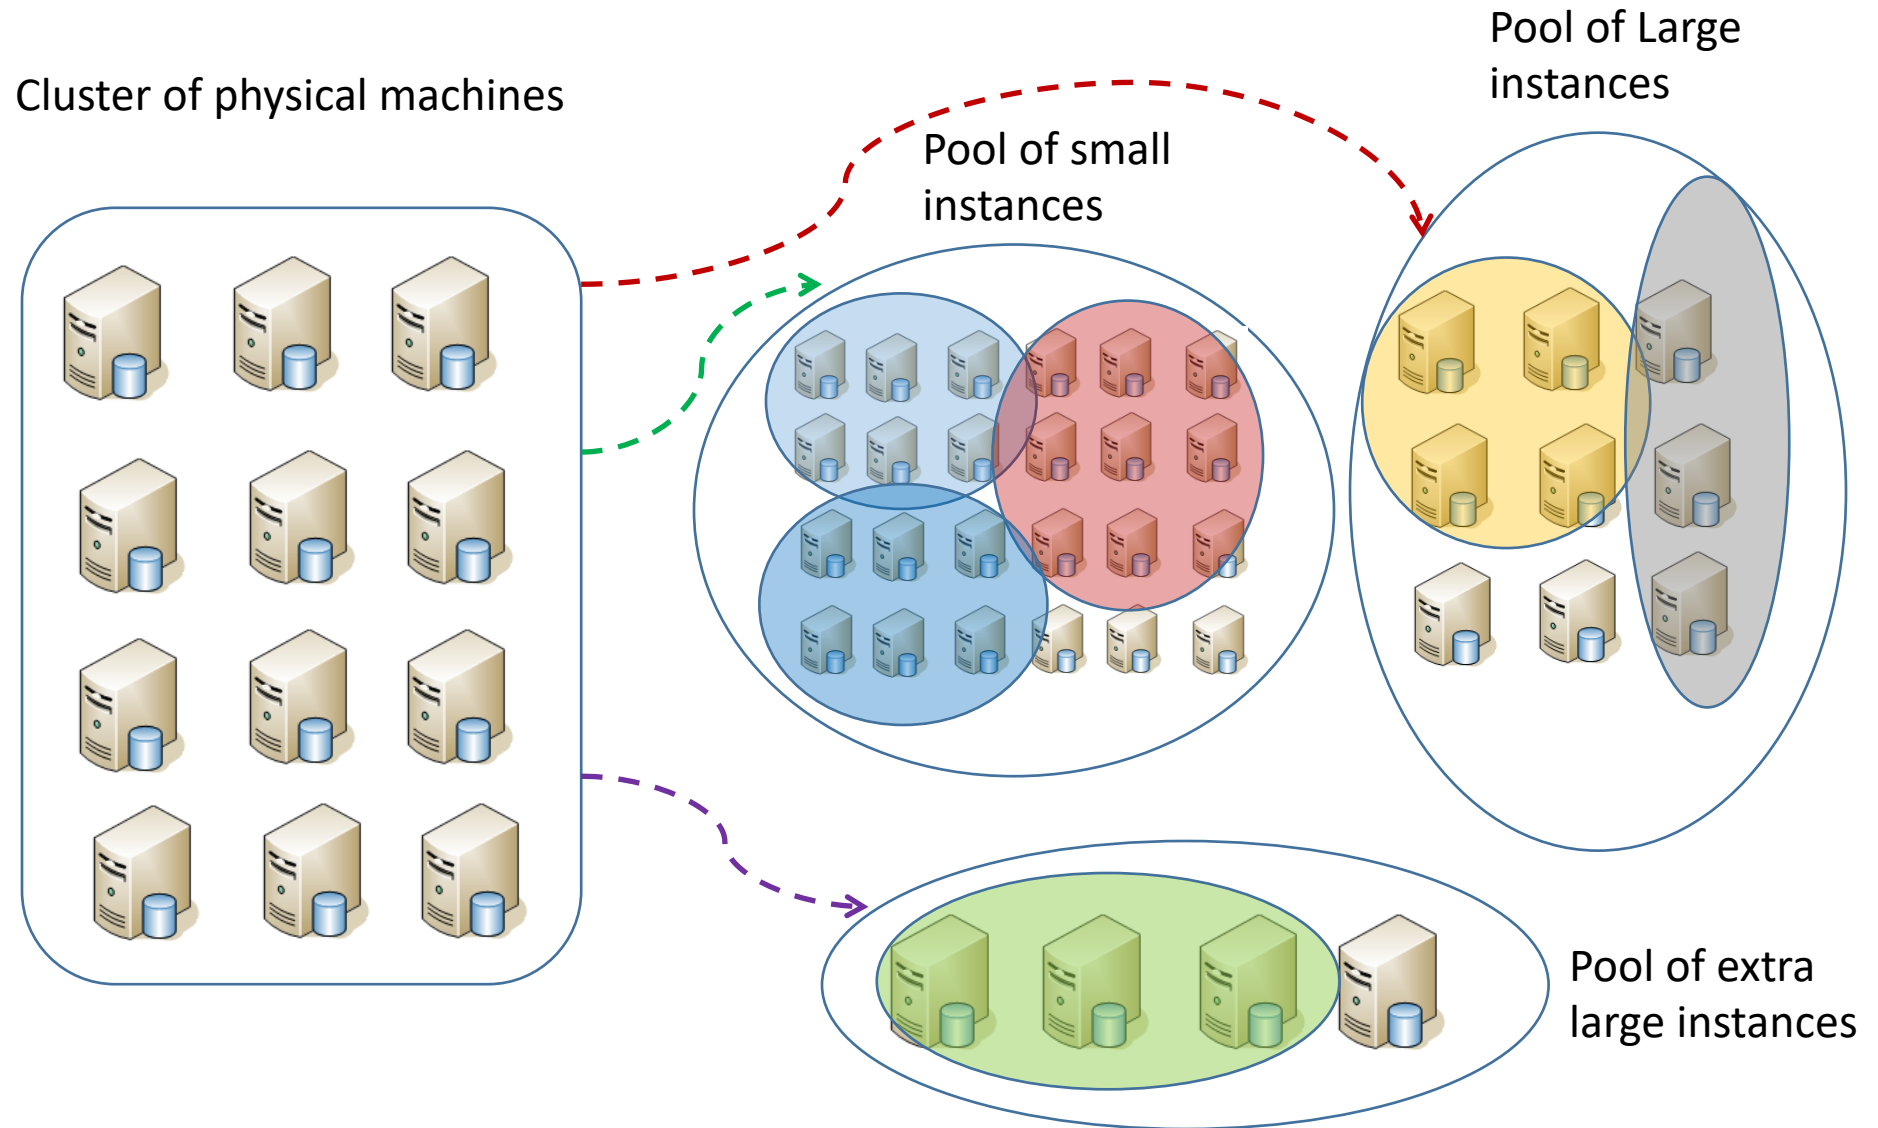 Cluster of physical machines
Pool of small
instances
Pool of Large
instances
Pool of extra
large instances